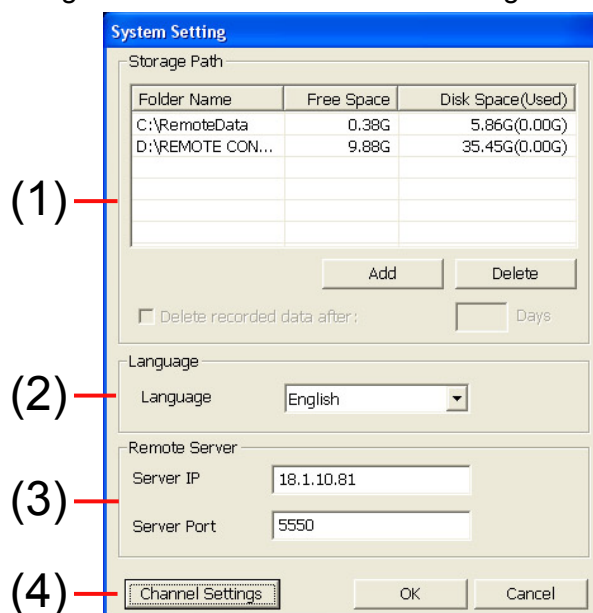 System Setting
Storage Path
Folder Name Free Space Disk Space(Used)
C:\RemoteData 0.38G 5.86G(0.00G)
D:\REMOTE CON... 9.88G 35.45G(0.00G)
(1)
Add Delete
Delete recorded data after: Days
Language
(2) Language English
Remote Server
Server IP 18.1.10.81
(3)
Server Port 5550
(4) Channel Settings OK Cancel